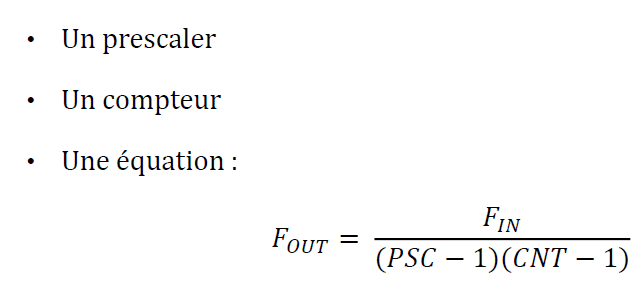 • Un prescaler
• Un compteur
• Une équation :
F_OUT = F_IN / (PSC − 1)(CNT − 1)